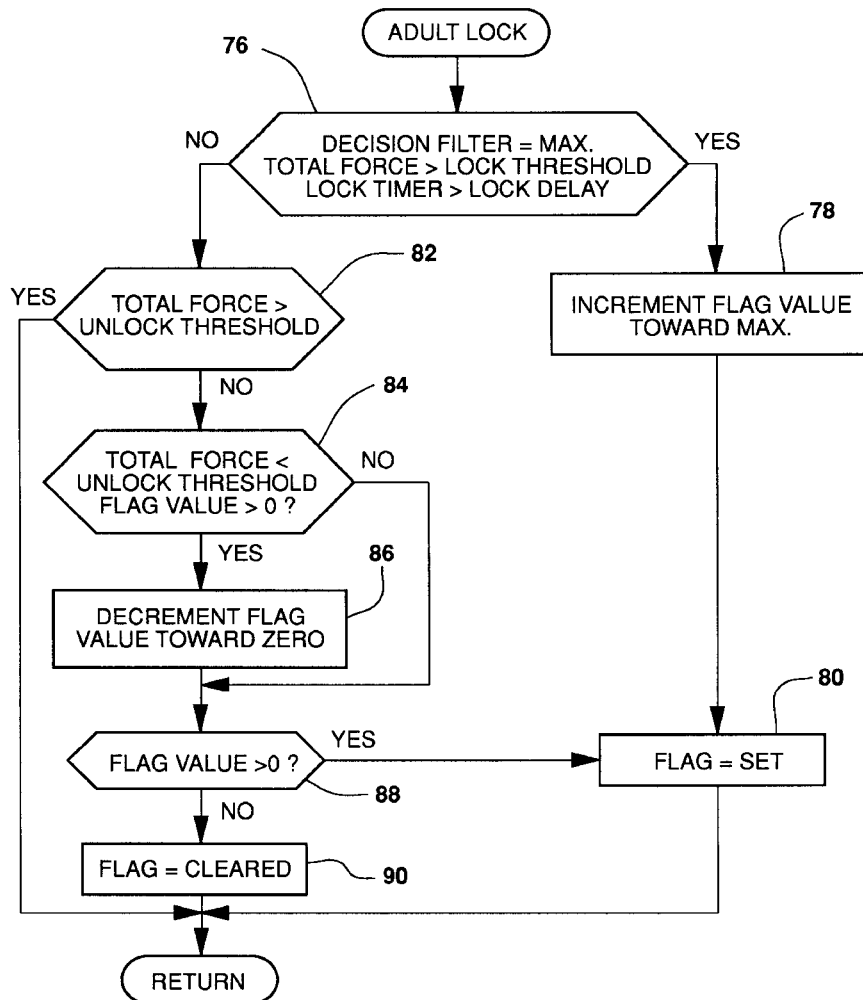 ADULT LOCK
76
NO
DECISION FILTER = MAX.
TOTAL FORCE > LOCK THRESHOLD
LOCK TIMER > LOCK DELAY
YES
78
82
YES
TOTAL FORCE >
UNLOCK THRESHOLD
INCREMENT FLAG VALUE
TOWARD MAX.
NO
84
TOTAL FORCE <
UNLOCK THRESHOLD
FLAG VALUE > 0 ?
NO
YES
86
DECREMENT FLAG
VALUE TOWARD ZERO
80
FLAG VALUE >0 ?
YES
FLAG = SET
88
NO
FLAG = CLEARED
90
RETURN